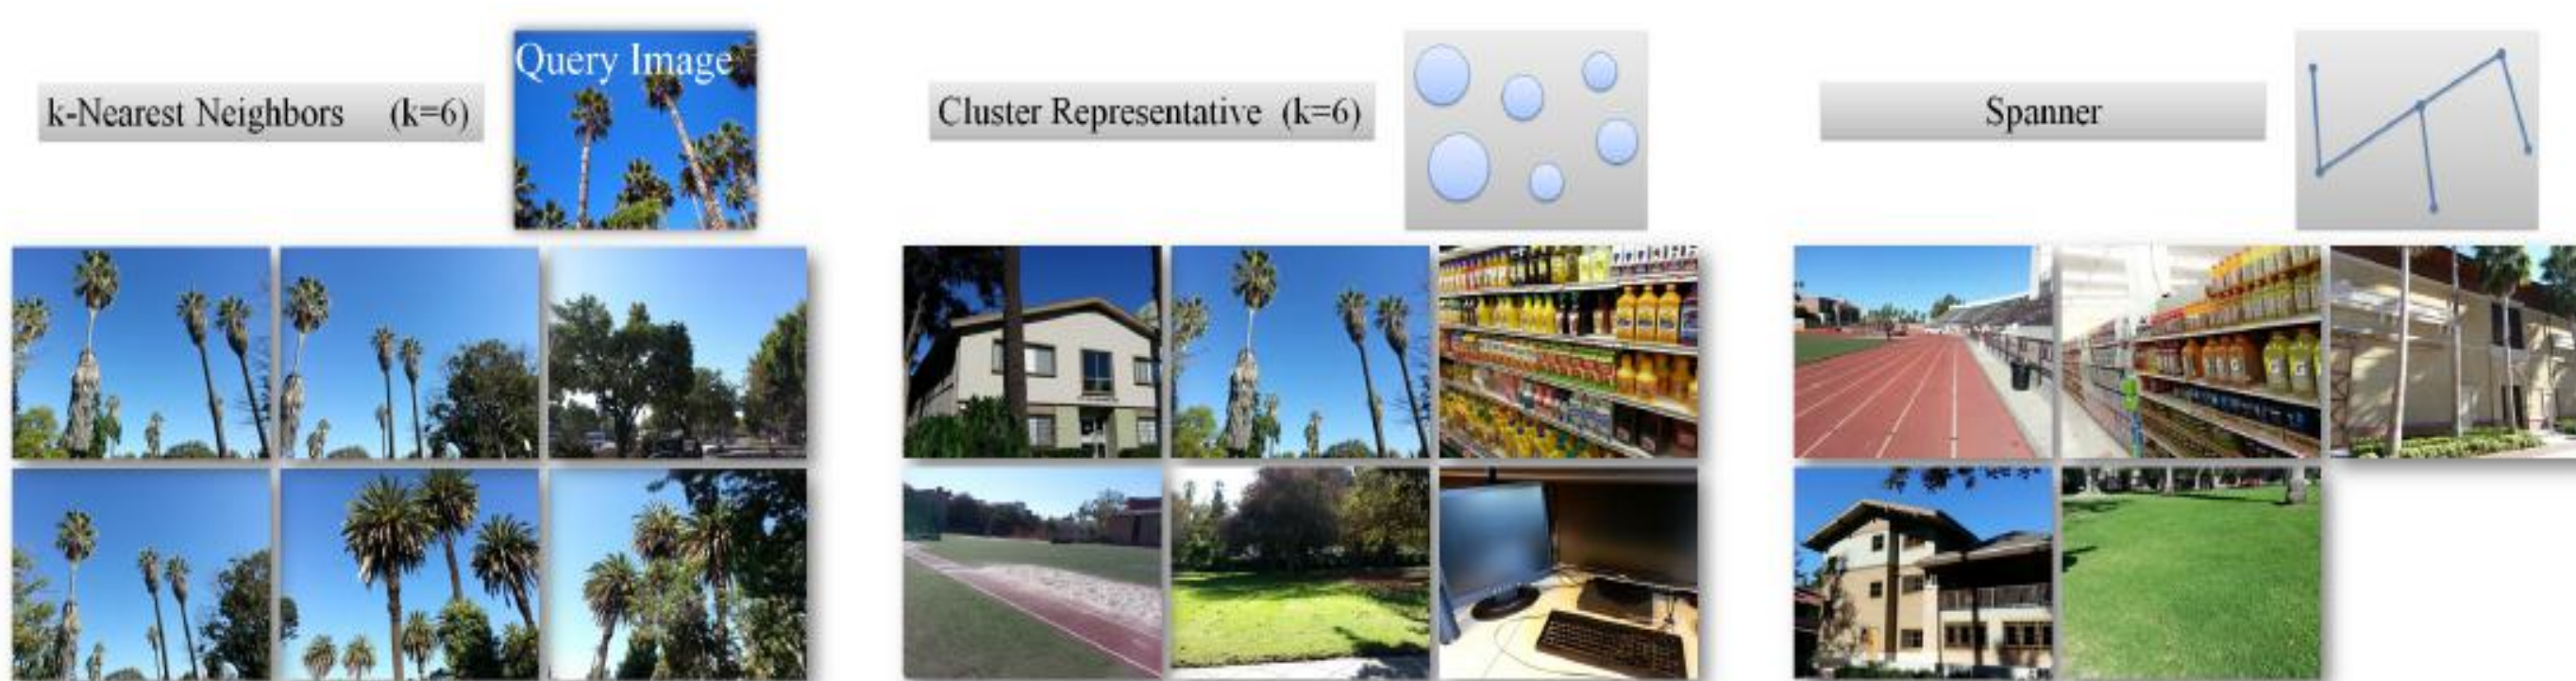 Query Image
k-Nearest Neighbors (k=6)
Cluster Representative (k=6)
Spanner